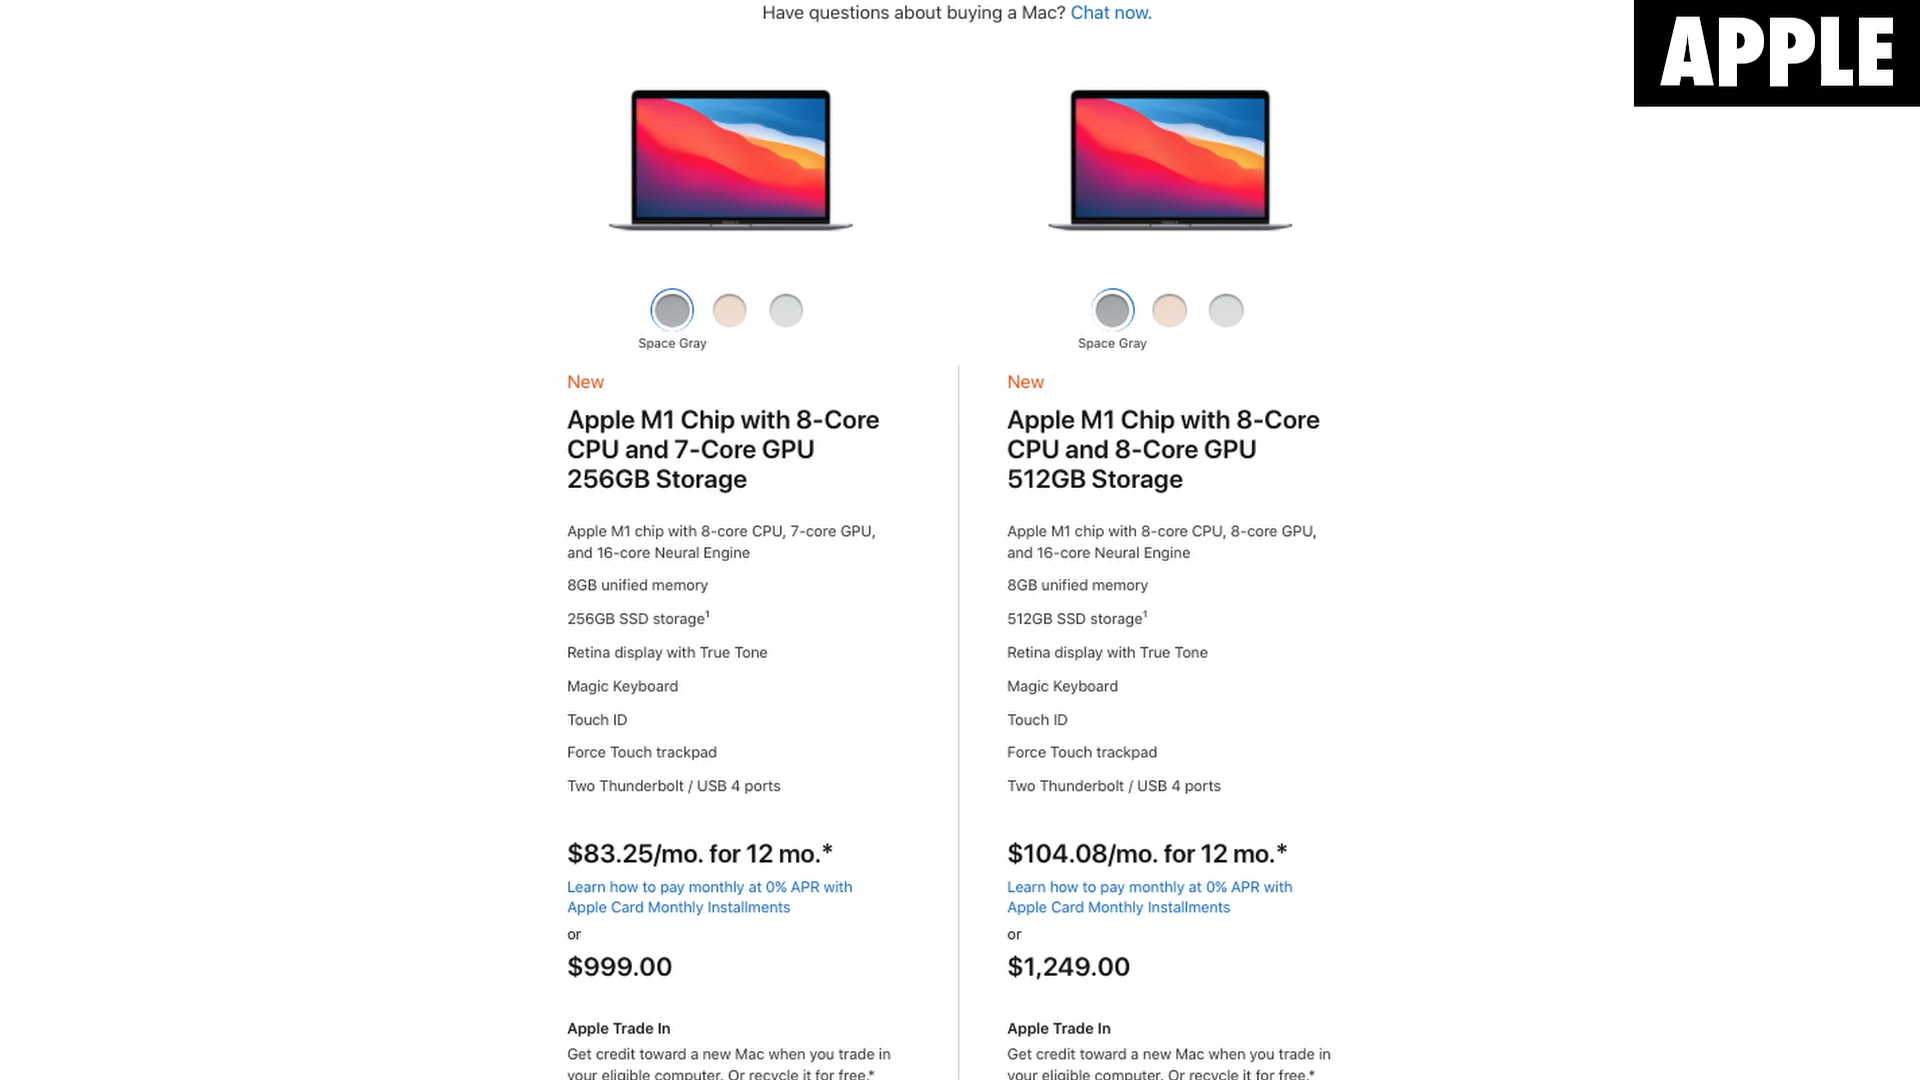 Have questions about buying a Mac? Chat now.
APPLE
Space Gray
New
Apple M1 Chip with 8-Core
CPU and 7-Core GPU
256GB Storage
Apple M1 chip with 8-core CPU, 7-core GPU,
and 16-core Neural Engine
8GB unified memory
256GB SSD storage¹
Retina display with True Tone
Magic Keyboard
Touch ID
Force Touch trackpad
Two Thunderbolt / USB 4 ports
$83.25/mo. for 12 mo.*
Learn how to pay monthly at 0% APR with
Apple Card Monthly Installments
or
$999.00
Apple Trade In
Get credit toward a new Mac when you trade in
your eligible computer. Or recycle it for free.*
Space Gray
New
Apple M1 Chip with 8-Core
CPU and 8-Core GPU
512GB Storage
Apple M1 chip with 8-core CPU, 8-core GPU,
and 16-core Neural Engine
8GB unified memory
512GB SSD storage¹
Retina display with True Tone
Magic Keyboard
Touch ID
Force Touch trackpad
Two Thunderbolt / USB 4 ports
$104.08/mo. for 12 mo.*
Learn how to pay monthly at 0% APR with
Apple Card Monthly Installments
or
$1,249.00
Apple Trade In
Get credit toward a new Mac when you trade in
your eligible computer. Or recycle it for free.*